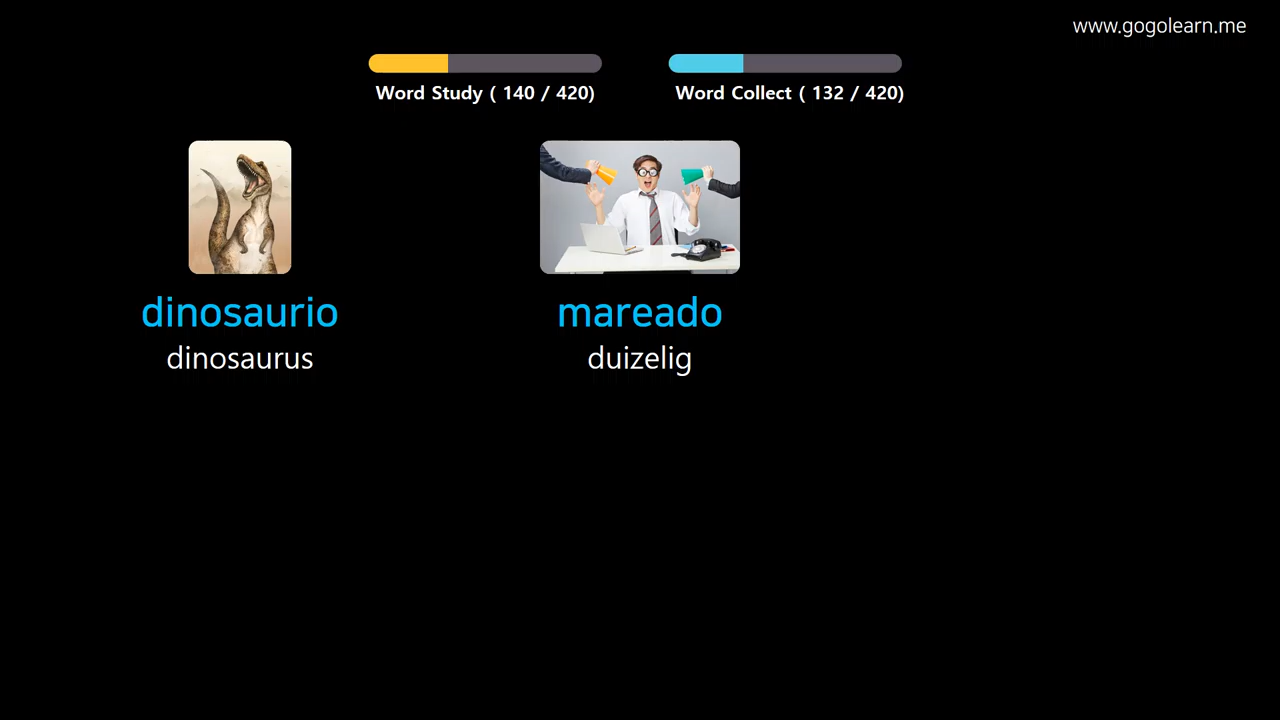 www.gogolearn.me
Word Study ( 140 / 420)
Word Collect ( 132 / 420)
dinosaurio
dinosaurus
mareado
duizelig